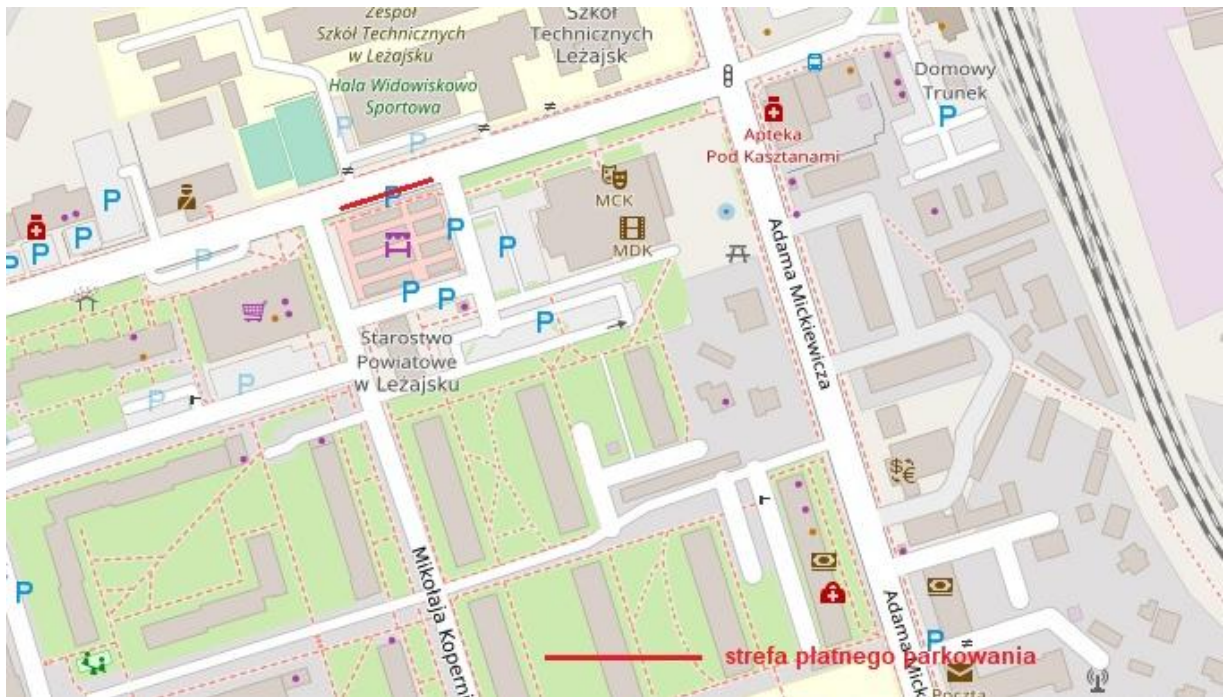 Zespół
Szkół Technicznych
w Leżajsku
Szkół
Technicznych
Leżajsk
Hala Widowiskowo
Sportowa
Domowy
Trunek
P
P
P
Apteka
Pod Kasztanami
P
P
P
P
MCK
P
P
MDK
P
P
P
P
P
Adama Mickiewicza
Starostwo
Powiatowe
w Leżajsku
P
P
$€
Mikołaja Koperni
P
Adama Mick
P
strefa płatnego parkowania
Poczta